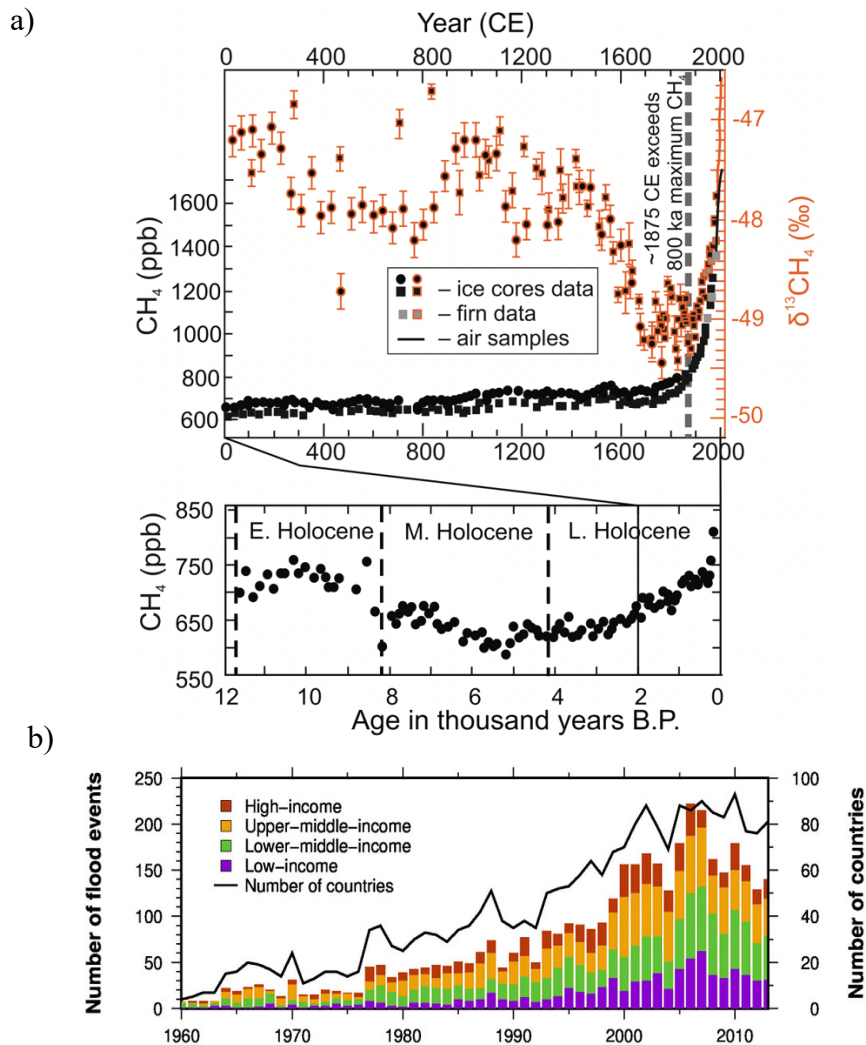 a)
Year (CE)
0 400 800 1200 1600 2000
CH₄ (ppb)
1600
1400
1200
1000
800
600
– ice cores data
– firn data
– air samples
~1875 CE exceeds
800 ka maximum CH₄
-47
-48
-49
-50
δ¹³CH₄ (‰)
0 400 800 1200 1600 2000
CH₄ (ppb)
850
750
650
550
E. Holocene M. Holocene L. Holocene
12 10 8 6 4 2 0
Age in thousand years B.P.
b)
Number of flood events
250
200
150
100
50
0
High-income
Upper-middle-income
Lower-middle-income
Low-income
Number of countries
100
80
60
40
20
0
Number of countries
1960 1970 1980 1990 2000 2010